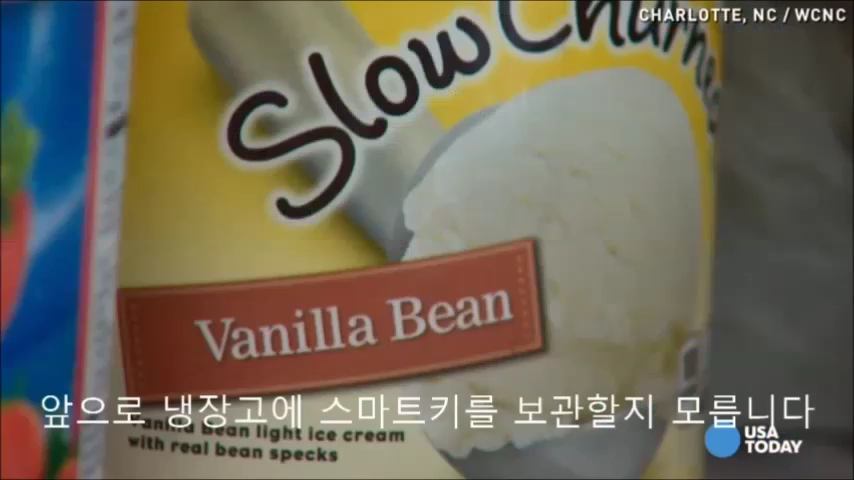 CHARLOTTE, NC / WCNC
Slow Churned
Vanilla Bean
앞으로 냉장고에 스마트키를 보관할지 모릅니다
Vanilla bean light ice cream
with real bean specks
USA
TODAY